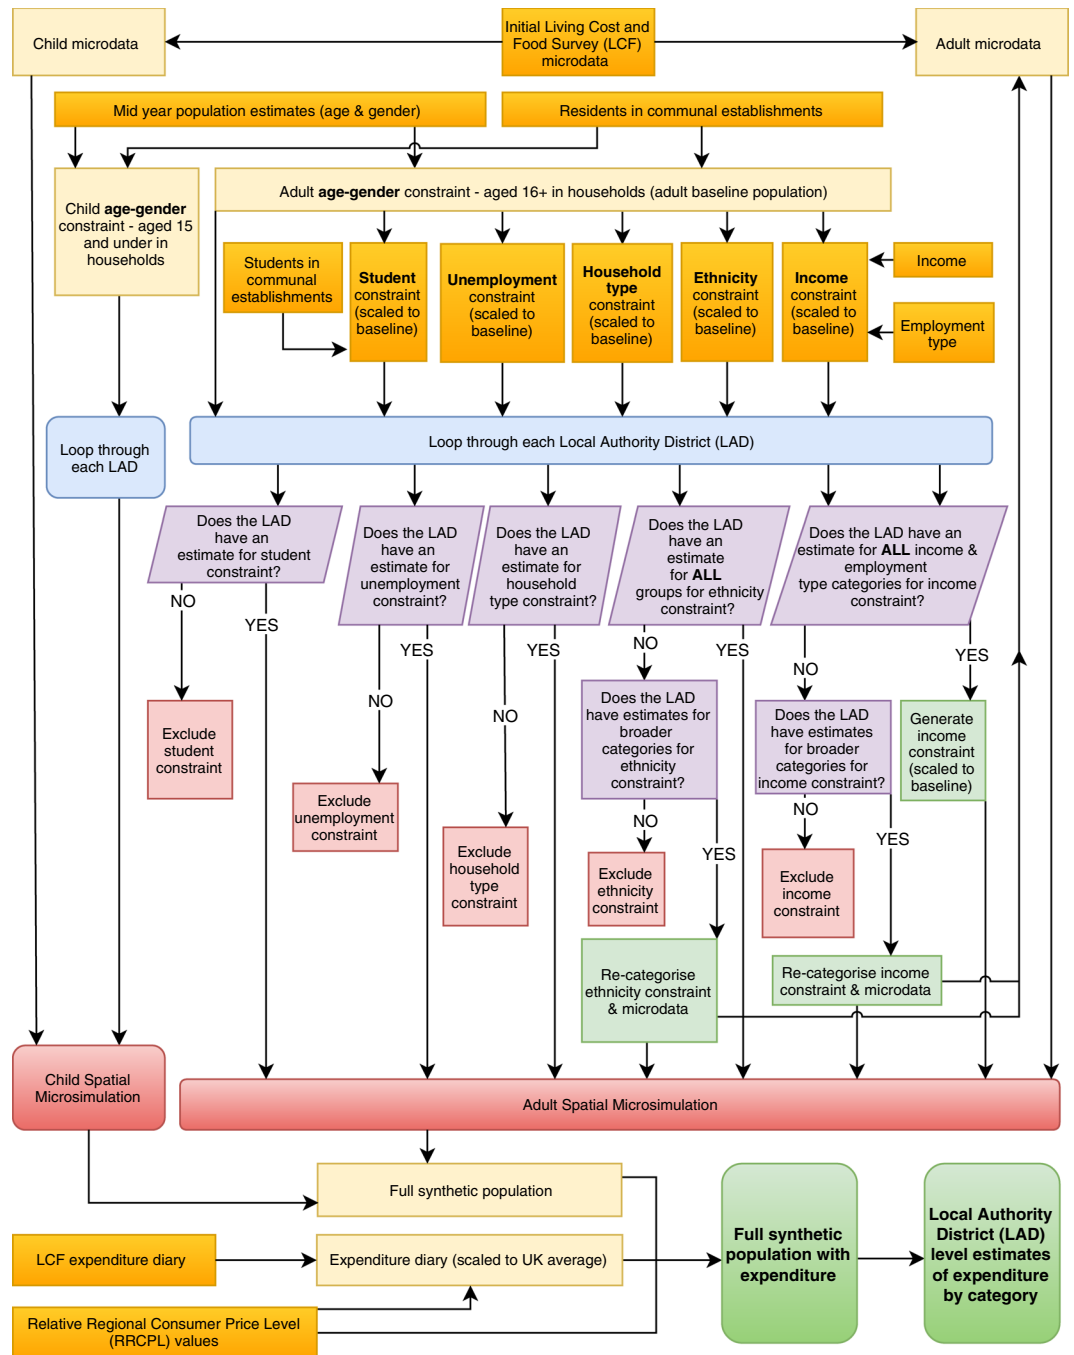 Child microdata
Initial Living Cost and
Food Survey (LCF)
microdata
Adult microdata
Mid year population estimates (age & gender)
Residents in communal establishments
Child age-gender
constraint - aged 15
and under in
households
Adult age-gender constraint - aged 16+ in households (adult baseline population)
Students in
communal
establishments
Student
constraint
(scaled to
baseline)
Unemployment
constraint
(scaled to
baseline)
Household
type
constraint
(scaled to
baseline)
Ethnicity
constraint
(scaled to
baseline)
Income
constraint
(scaled to
baseline)
Income
Employment
type
Loop through
each LAD
Loop through each Local Authority District (LAD)
Does the LAD
have an
estimate for student
constraint?
Does the LAD
have an
estimate for
unemployment
constraint?
Does the LAD
have an
estimate for
household
type constraint?
Does the LAD
have an
estimate
for ALL
groups for ethnicity
constraint?
Does the LAD have an
estimate for ALL income &
employment
type categories for income
constraint?
NO
YES
NO
YES
NO
YES
NO
YES
NO
YES
Exclude
student
constraint
Exclude
unemployment
constraint
Exclude
household
type
constraint
Does the LAD
have estimates for
broader
categories for
ethnicity
constraint?
Does the LAD
have estimates
for broader
categories for
income constraint?
Generate
income
constraint
(scaled to
baseline)
NO
YES
NO
YES
Exclude
ethnicity
constraint
Exclude
income
constraint
Re-categorise
ethnicity constraint
& microdata
Re-categorise income
constraint & microdata
Child Spatial
Microsimulation
Adult Spatial Microsimulation
Full synthetic population
LCF expenditure diary
Expenditure diary (scaled to UK average)
Relative Regional Consumer Price Level
(RRCPL) values
Full synthetic
population with
expenditure
Local Authority
District (LAD)
level estimates
of expenditure
by category